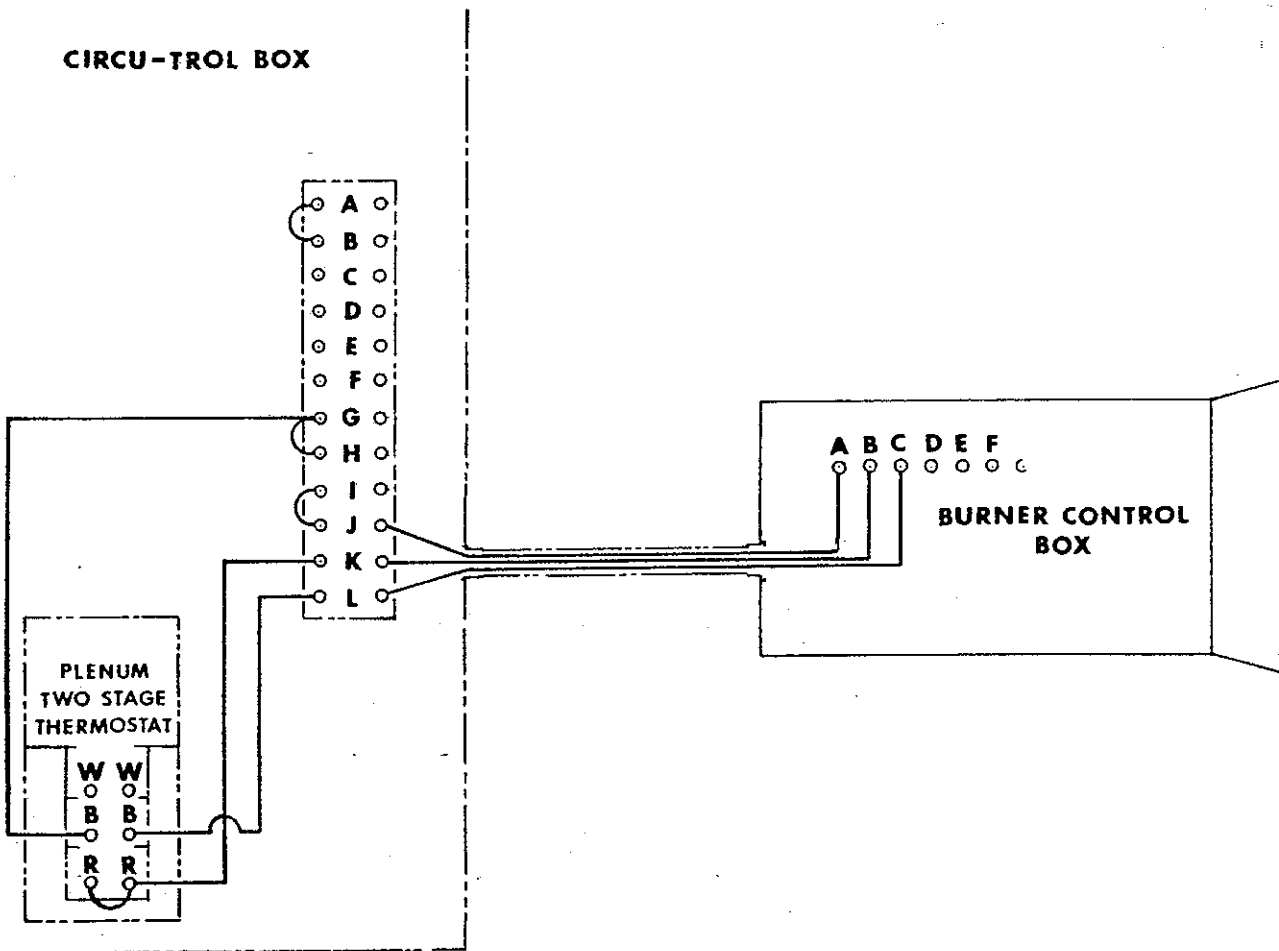 CIRCU-TROL BOX
A
B
C
D
E
F
G
H
I
J
K
L
A B C D E F
BURNER CONTROL
BOX
PLENUM
TWO STAGE
THERMOSTAT
W W
B B
R R